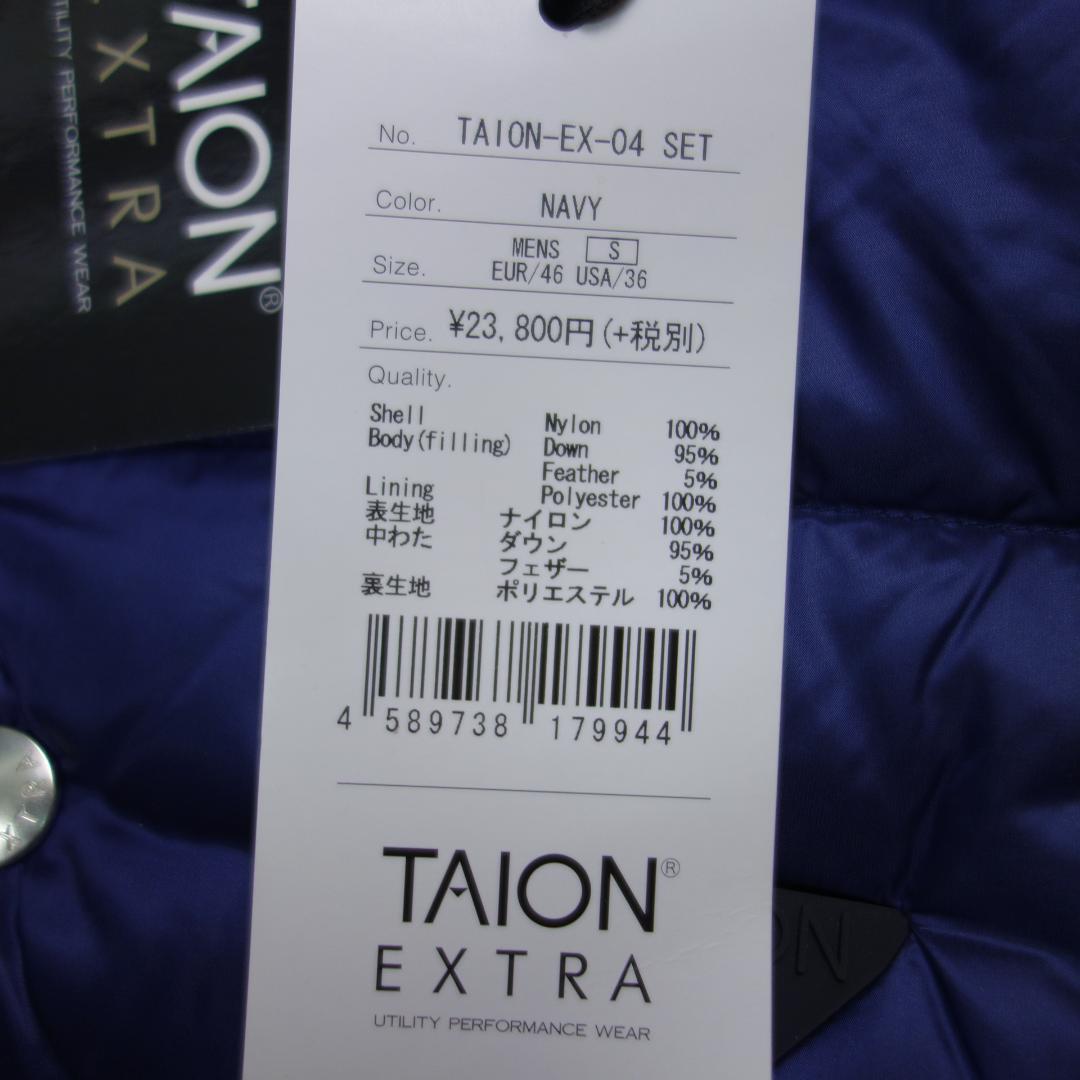 TAION®
EXTRA
UTILITY PERFORMANCE WEAR
No. TAION-EX-04 SET
Color. NAVY
MENS S
Size. EUR/46 USA/36
Price. ¥23,800円(+税別)
Quality.
Shell Nylon 100%
Body(filling) Down 95%
Feather 5%
Lining Polyester 100%
表生地 ナイロン 100%
中わた ダウン 95%
フェザー 5%
裏生地 ポリエステル 100%
4 589738 179944
TAION®
EXTRA
UTILITY PERFORMANCE WEAR